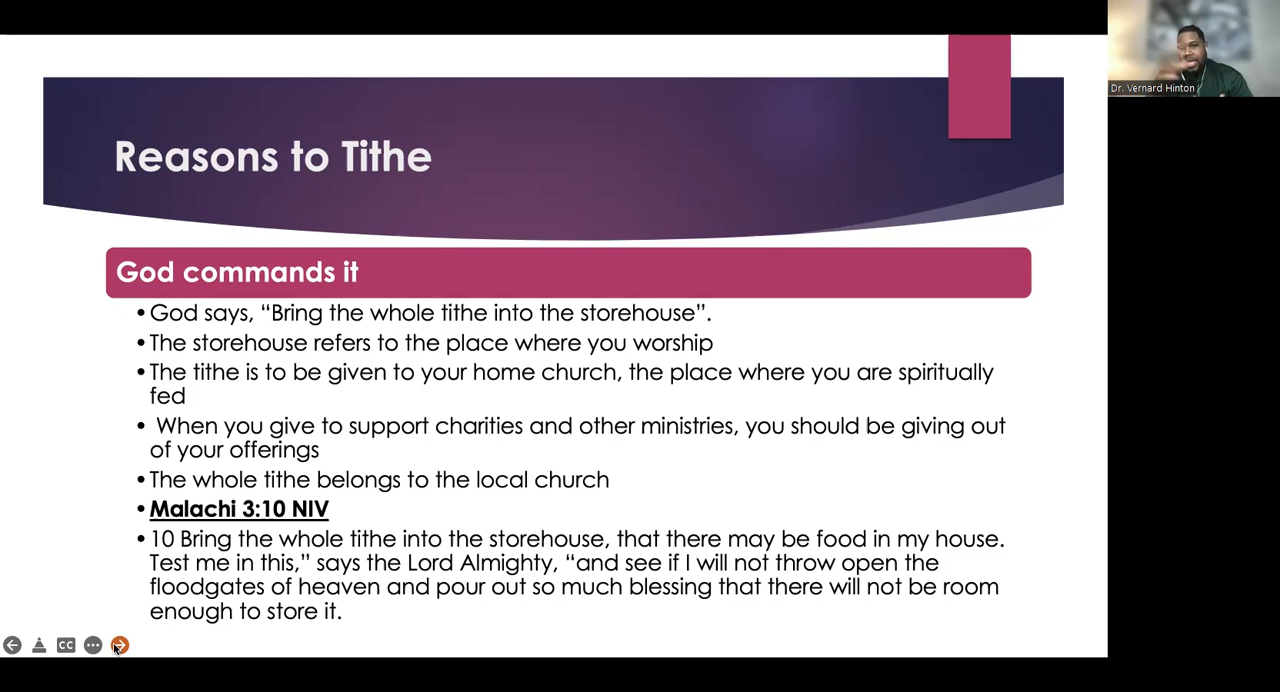 Dr. Vernard Hinton
Reasons to Tithe
God commands it
•God says, “Bring the whole tithe into the storehouse”.
•The storehouse refers to the place where you worship
•The tithe is to be given to your home church, the place where you are spiritually
fed
• When you give to support charities and other ministries, you should be giving out
of your offerings
•The whole tithe belongs to the local church
•Malachi 3:10 NIV
•10 Bring the whole tithe into the storehouse, that there may be food in my house.
Test me in this,” says the Lord Almighty, “and see if I will not throw open the
floodgates of heaven and pour out so much blessing that there will not be room
enough to store it.
CC